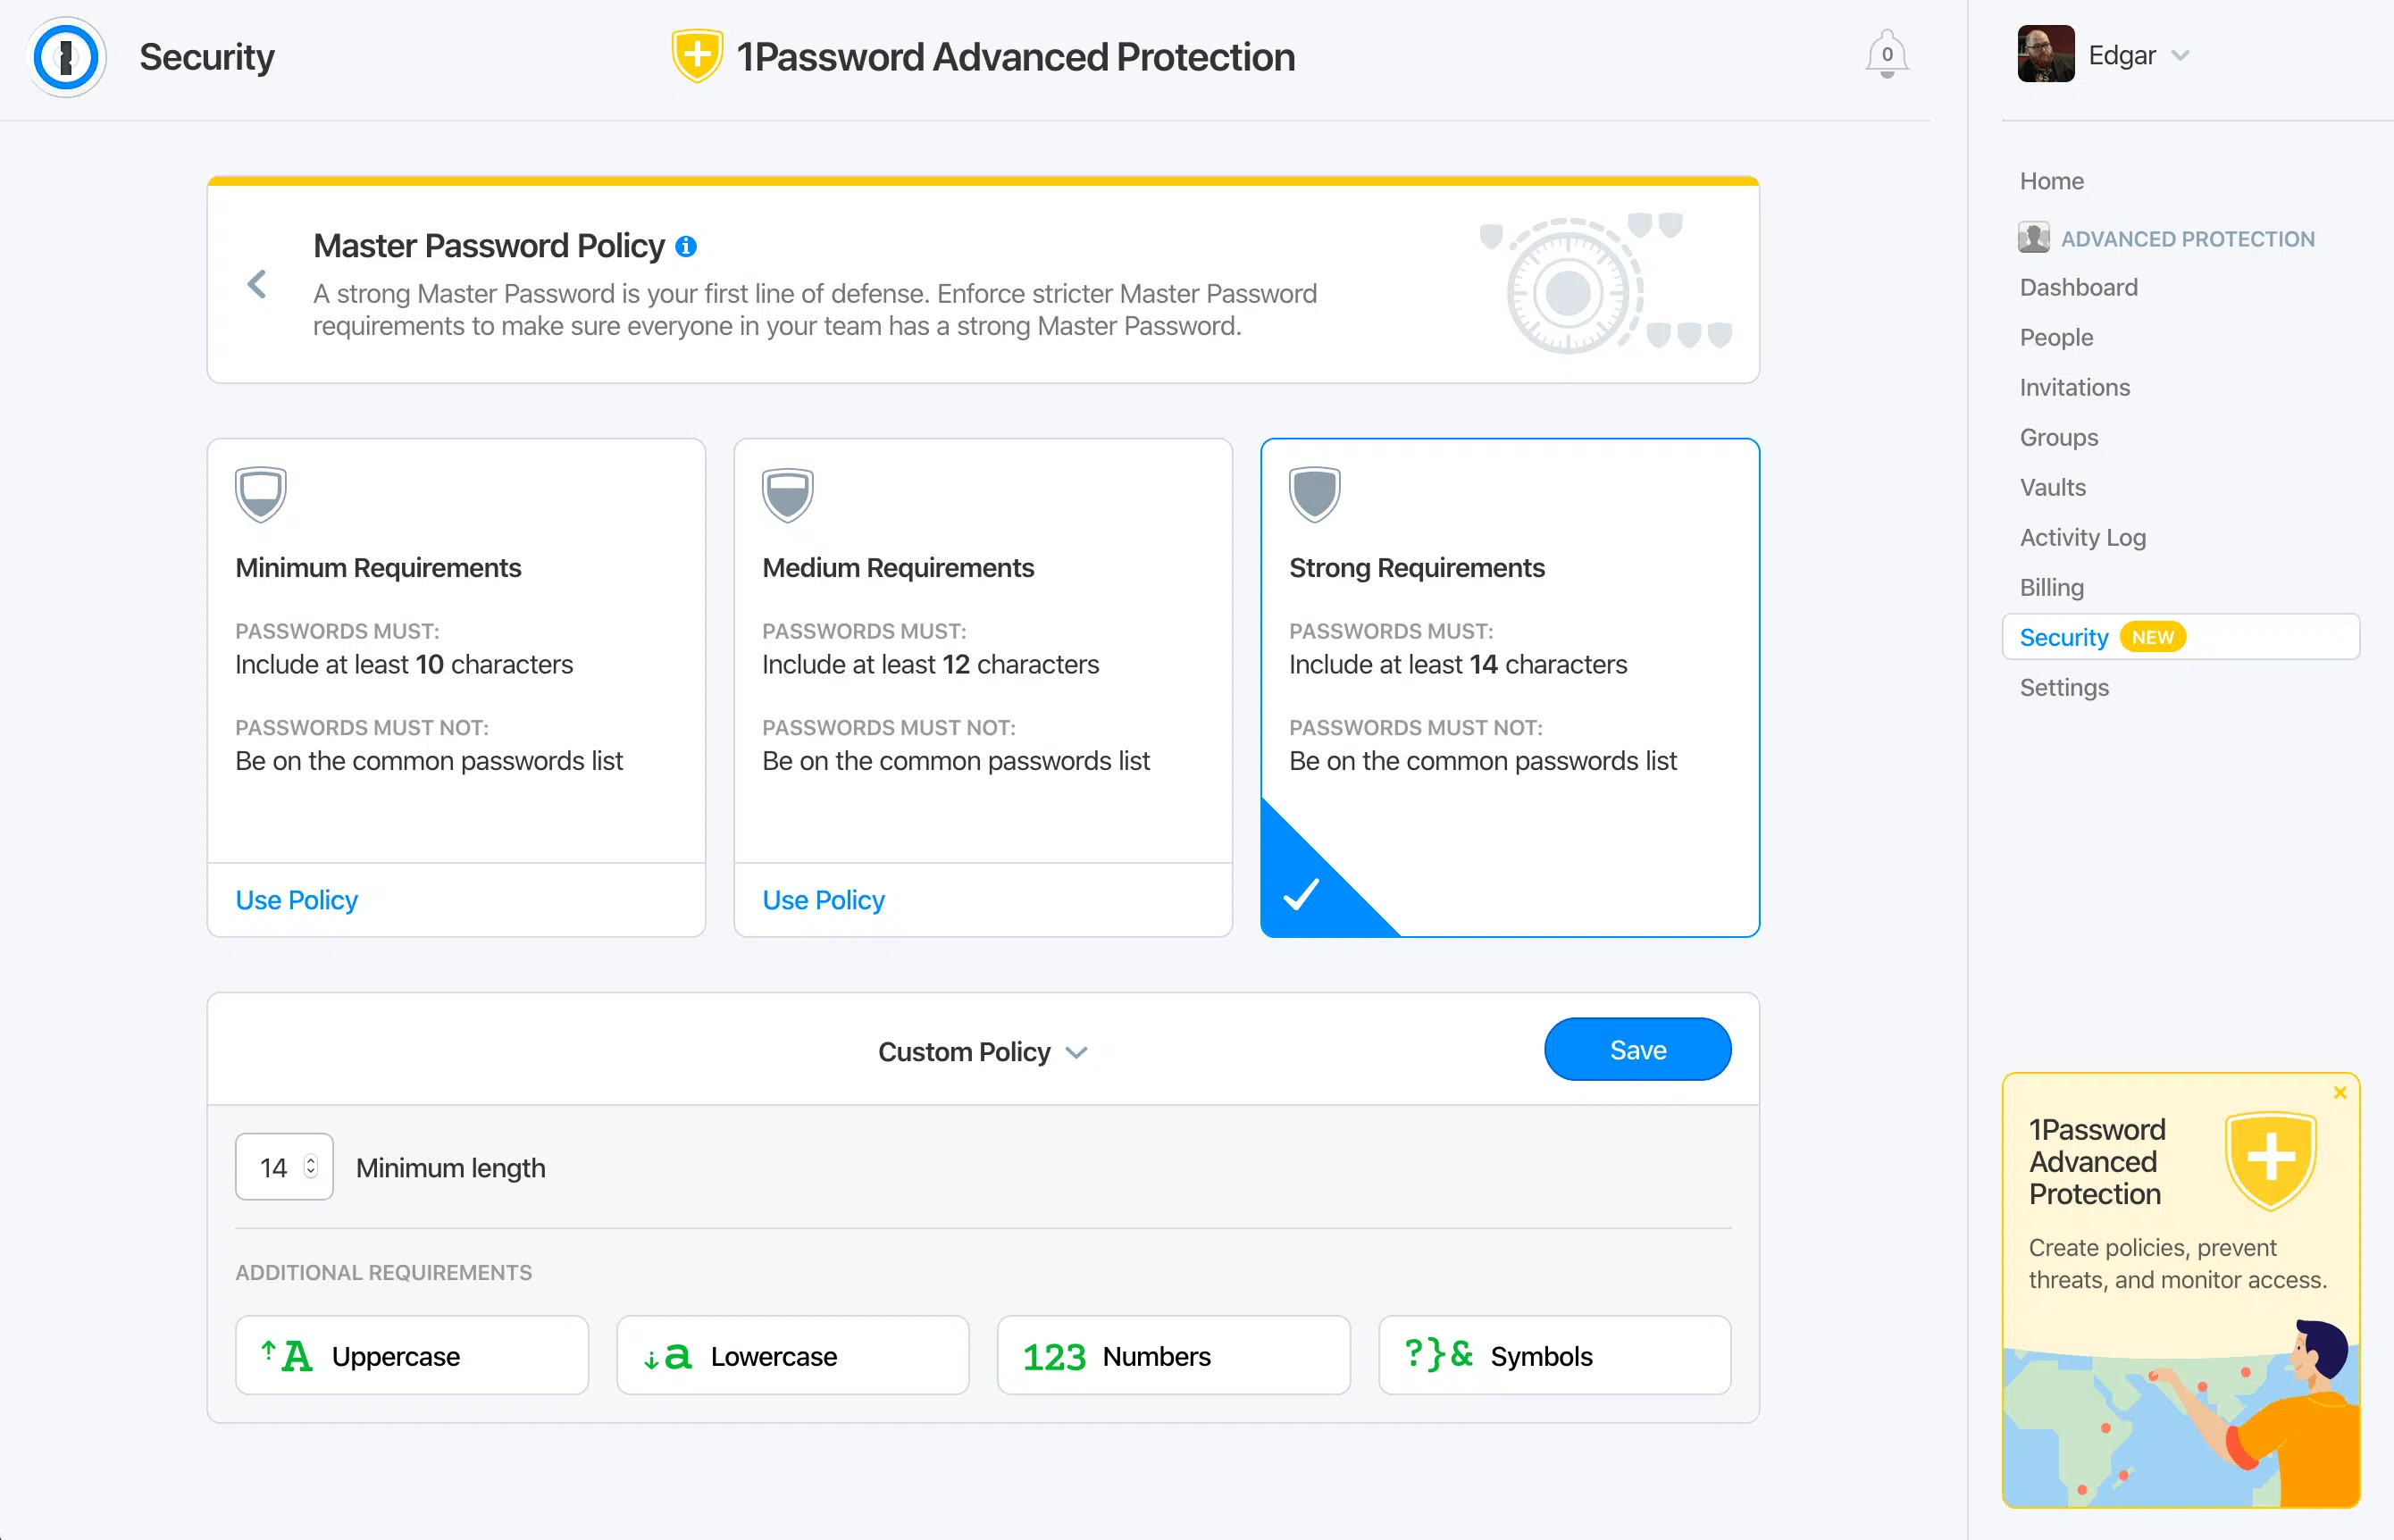 Security
1Password Advanced Protection
0
Edgar
Master Password Policy
A strong Master Password is your first line of defense. Enforce stricter Master Password
requirements to make sure everyone in your team has a strong Master Password.
Minimum Requirements
PASSWORDS MUST:
Include at least 10 characters
PASSWORDS MUST NOT:
Be on the common passwords list
Use Policy
Medium Requirements
PASSWORDS MUST:
Include at least 12 characters
PASSWORDS MUST NOT:
Be on the common passwords list
Use Policy
Strong Requirements
PASSWORDS MUST:
Include at least 14 characters
PASSWORDS MUST NOT:
Be on the common passwords list
Custom Policy
Save
14 Minimum length
ADDITIONAL REQUIREMENTS
A Uppercase
a Lowercase
123 Numbers
?}& Symbols
Home
ADVANCED PROTECTION
Dashboard
People
Invitations
Groups
Vaults
Activity Log
Billing
Security NEW
Settings
1Password
Advanced
Protection
Create policies, prevent
threats, and monitor access.